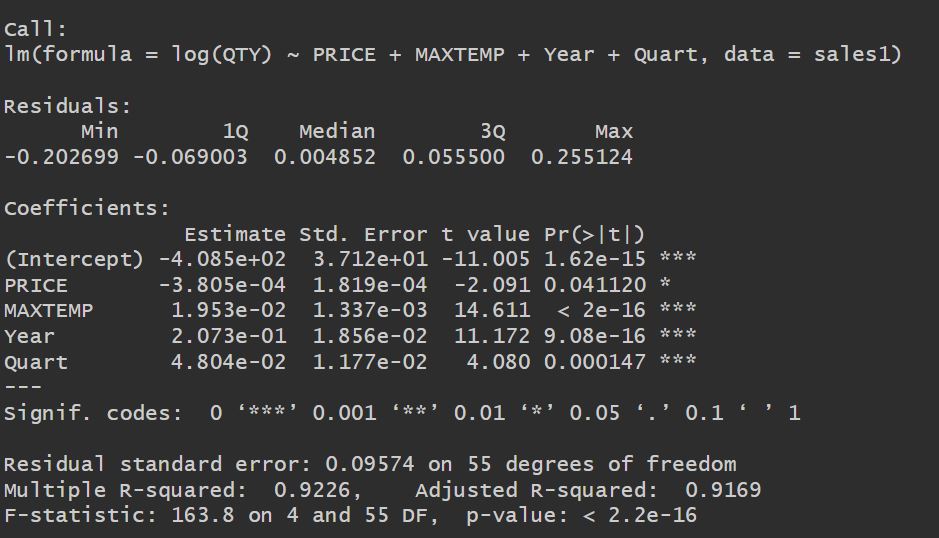 Call:
lm(formula = log(QTY) ~ PRICE + MAXTEMP + Year + Quart, data = sales1)
Residuals:
Min 1Q Median 3Q Max
-0.202699 -0.069003 0.004852 0.055500 0.255124
Coefficients:
Estimate Std. Error t value Pr(>|t|)
(Intercept) -4.085e+02 3.712e+01 -11.005 1.62e-15 ***
PRICE -3.805e-04 1.819e-04 -2.091 0.041120 *
MAXTEMP 1.953e-02 1.337e-03 14.611 < 2e-16 ***
Year 2.073e-01 1.856e-02 11.172 9.08e-16 ***
Quart 4.804e-02 1.177e-02 4.080 0.000147 ***
---
Signif. codes: 0 ‘***’ 0.001 ‘**’ 0.01 ‘*’ 0.05 ‘.’ 0.1 ‘ ’ 1
Residual standard error: 0.09574 on 55 degrees of freedom
Multiple R-squared: 0.9226, Adjusted R-squared: 0.9169
F-statistic: 163.8 on 4 and 55 DF, p-value: < 2.2e-16